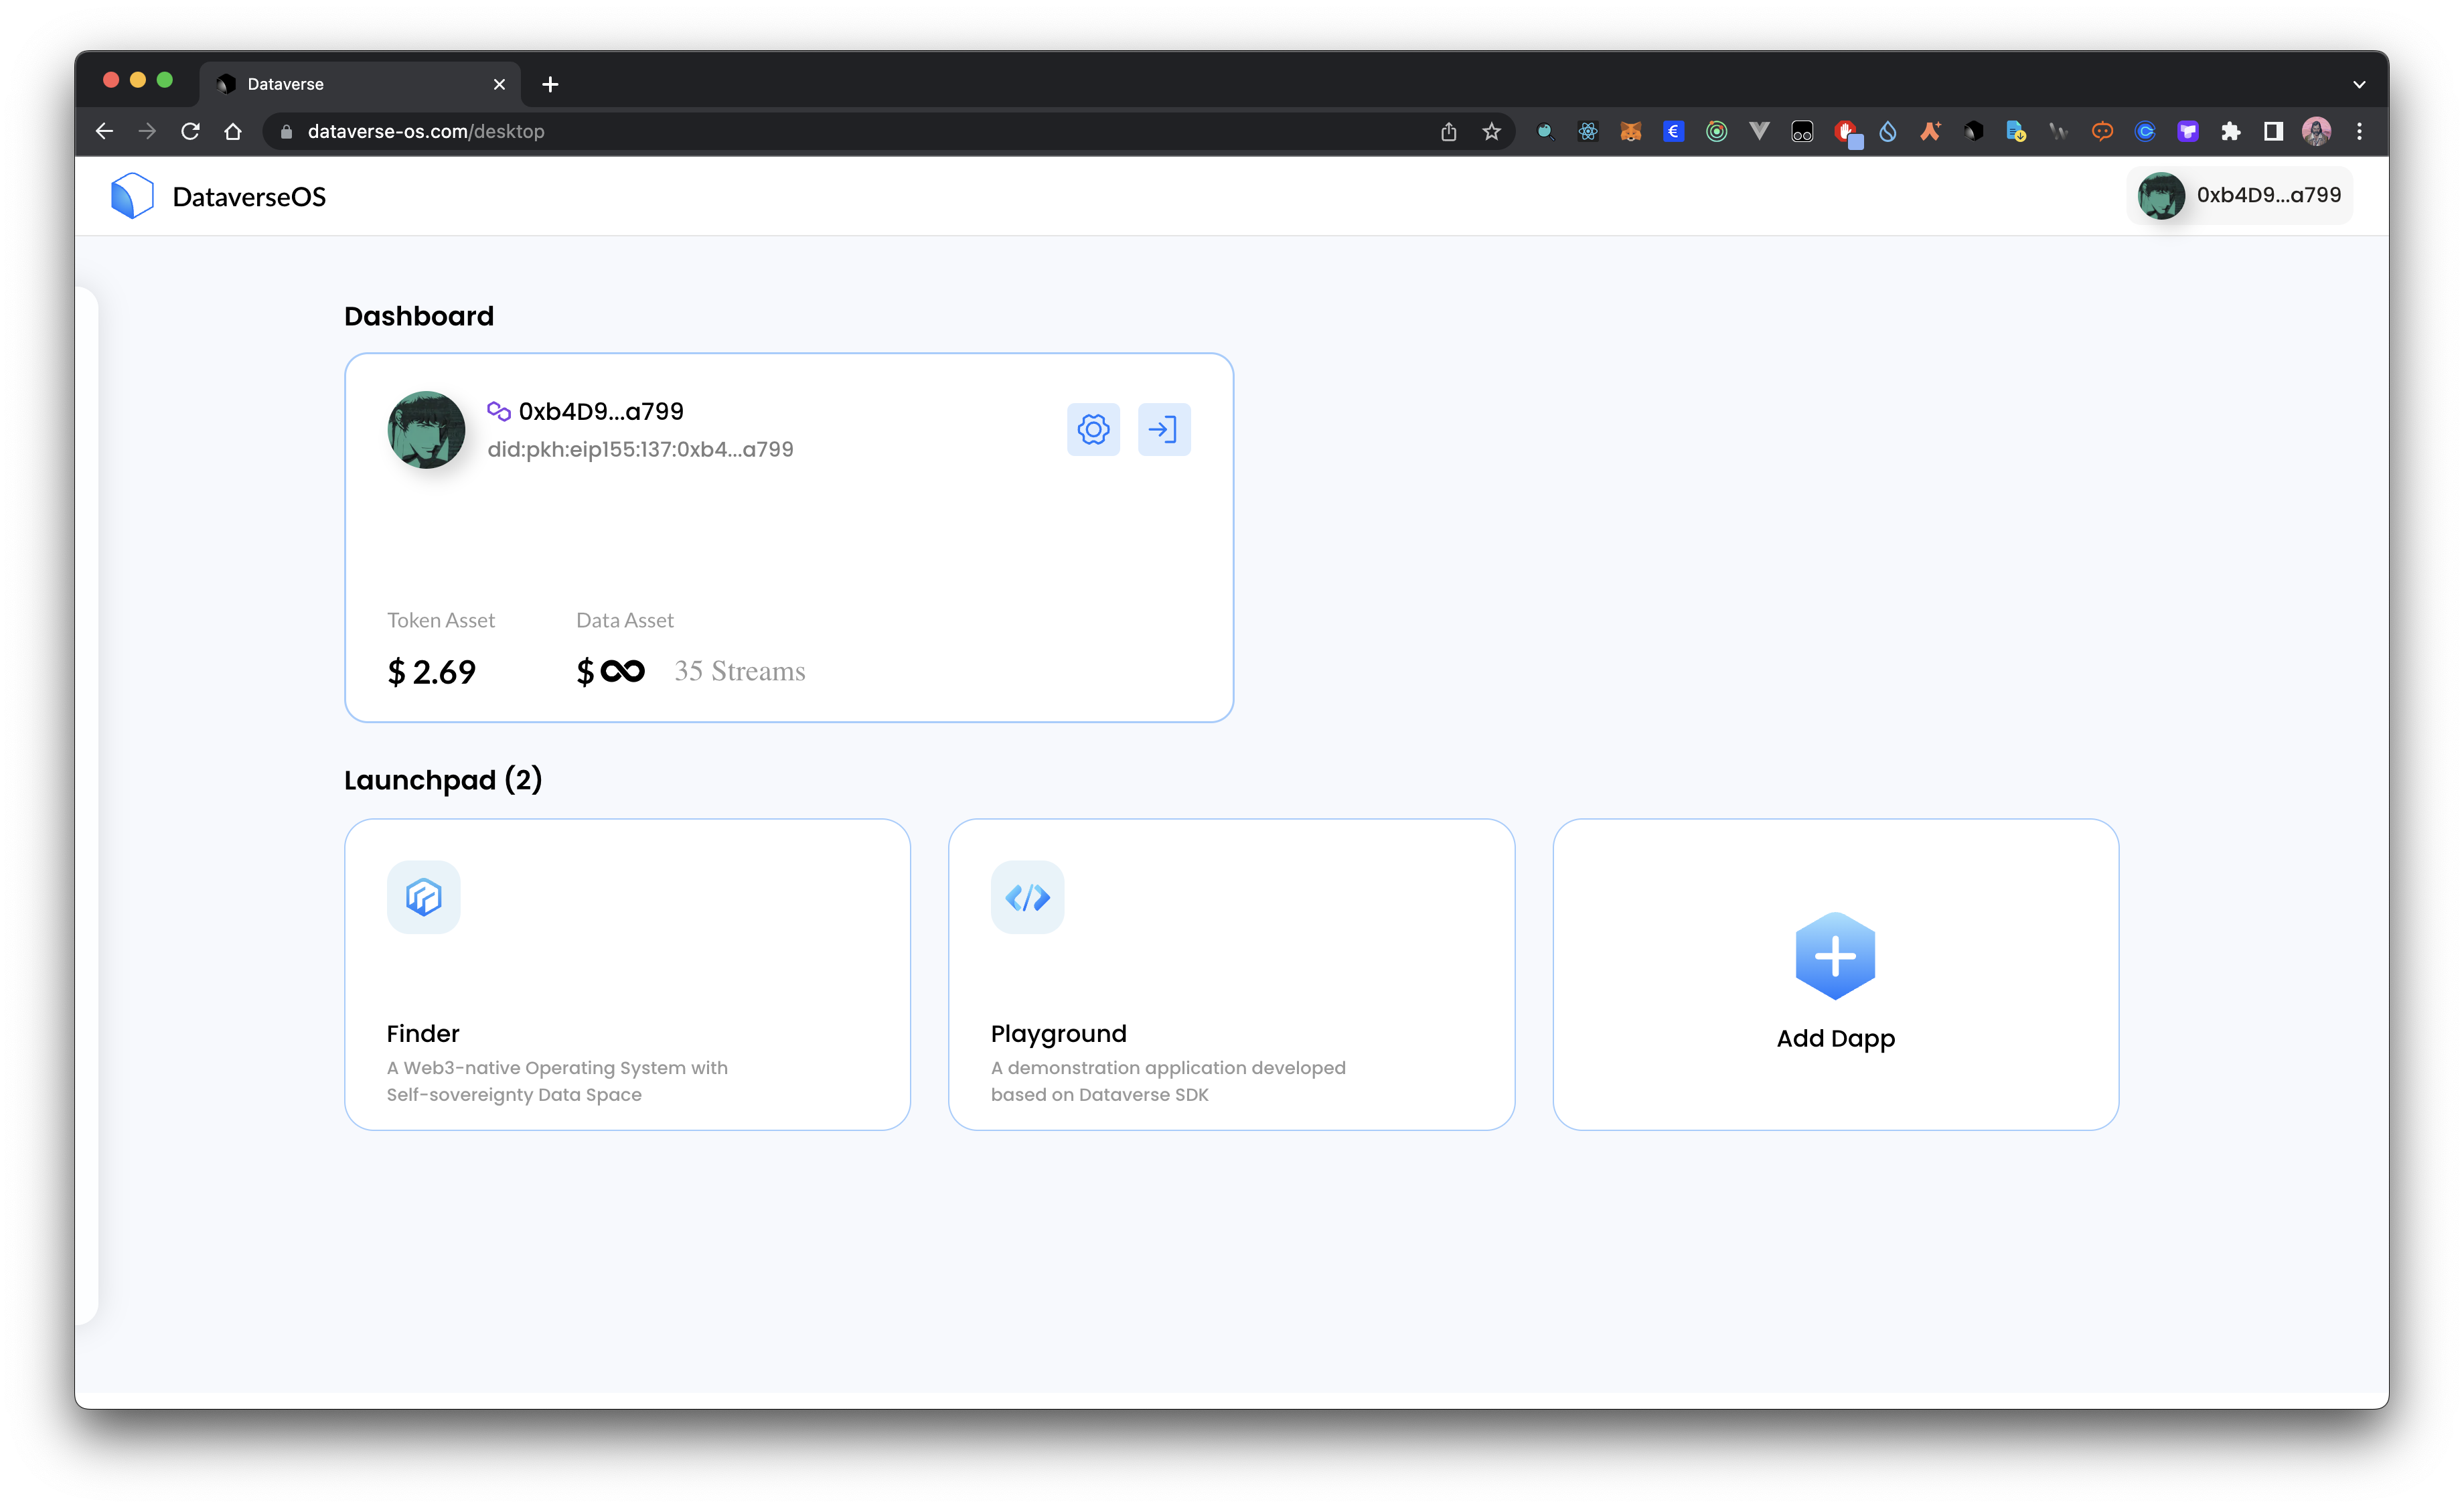 Dataverse
dataverse-os.com/desktop
DataverseOS
0xb4D9...a799
Dashboard
0xb4D9...a799
did:pkh:eip155:137:0xb4...a799
Token Asset
Data Asset
$ 2.69
$ ∞ 35 Streams
Launchpad (2)
Finder
A Web3-native Operating System with
Self-sovereignty Data Space
Playground
A demonstration application developed
based on Dataverse SDK
Add Dapp